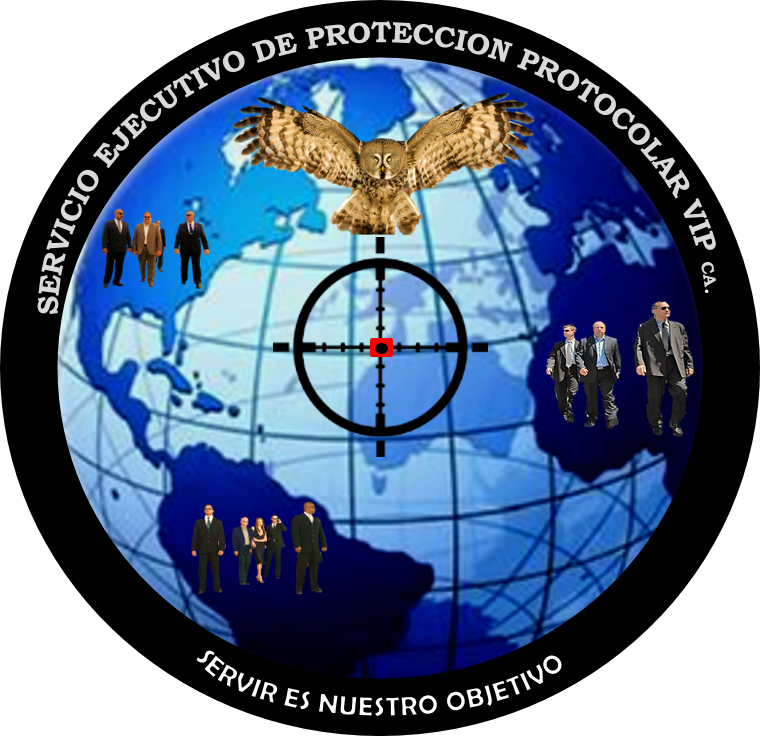 SERVICIO EJECUTIVO DE PROTECCION PROTOCOLAR VIP CA.
SERVIR ES NUESTRO OBJETIVO